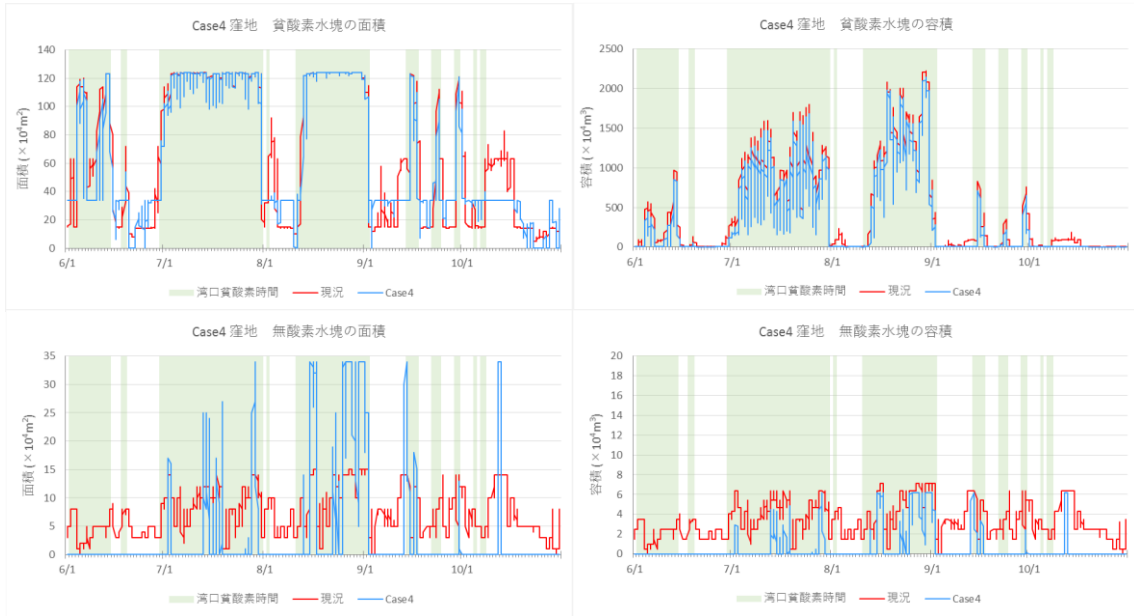 Case4 窪地　貧酸素水塊の面積
140
120
100
80
60
40
20
0
面積 (×10⁴m²)
6/1 7/1 8/1 9/1 10/1
湾口貧酸素時間 現況 Case4
Case4 窪地　貧酸素水塊の容積
2500
2000
1500
1000
500
0
容積 (×10⁴m³)
6/1 7/1 8/1 9/1 10/1
湾口貧酸素時間 現況 Case4
Case4 窪地　無酸素水塊の面積
35
30
25
20
15
10
5
0
面積 (×10⁴m²)
6/1 7/1 8/1 9/1 10/1
湾口貧酸素時間 現況 Case4
Case4 窪地　無酸素水塊の容積
20
18
16
14
12
10
8
6
4
2
0
容積 (×10⁴m³)
6/1 7/1 8/1 9/1 10/1
湾口貧酸素時間 現況 Case4